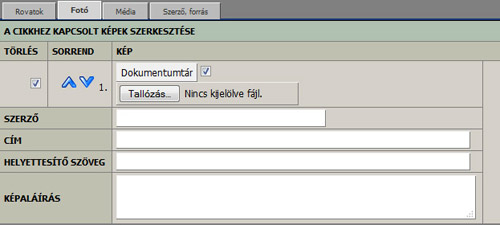 Rovatok Fotó Média Szerző, forrás
A CIKKHEZ KAPCSOLT KÉPEK SZERKESZTÉSE
TÖRLÉS SORREND KÉP
1. Dokumentumtár
Tallózás... Nincs kijelölve fájl.
SZERZŐ
CÍM
HELYETTESÍTŐ SZÖVEG
KÉPALÁÍRÁS